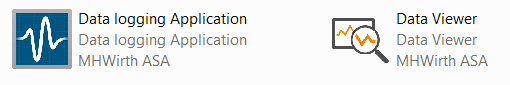 Data logging Application
Data logging Application
MHWirth ASA
Data Viewer
Data Viewer
MHWirth ASA